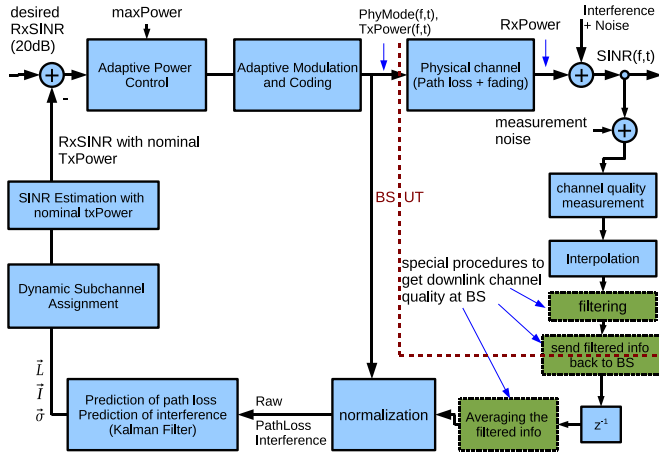 desired
RxSINR
(20dB)
maxPower
PhyMode(f,t),
TxPower(f,t)
RxPower
Interference
+ Noise
SINR(f,t)
Adaptive Power
Control
Adaptive Modulation
and Coding
Physical channel
(Path loss + fading)
-
measurement
noise
RxSINR with nominal
TxPower
channel quality
measurement
SINR Estimation with
nominal txPower
BS
UT
Interpolation
special procedures to
get downlink channel
quality at BS
Dynamic Subchannel
Assignment
filtering
send filtered info
back to BS
L⃗
I⃗
σ⃗
Prediction of path loss
Prediction of interference
(Kalman Filter)
Raw
PathLoss
Interference
normalization
Averaging the
filtered info
z⁻¹